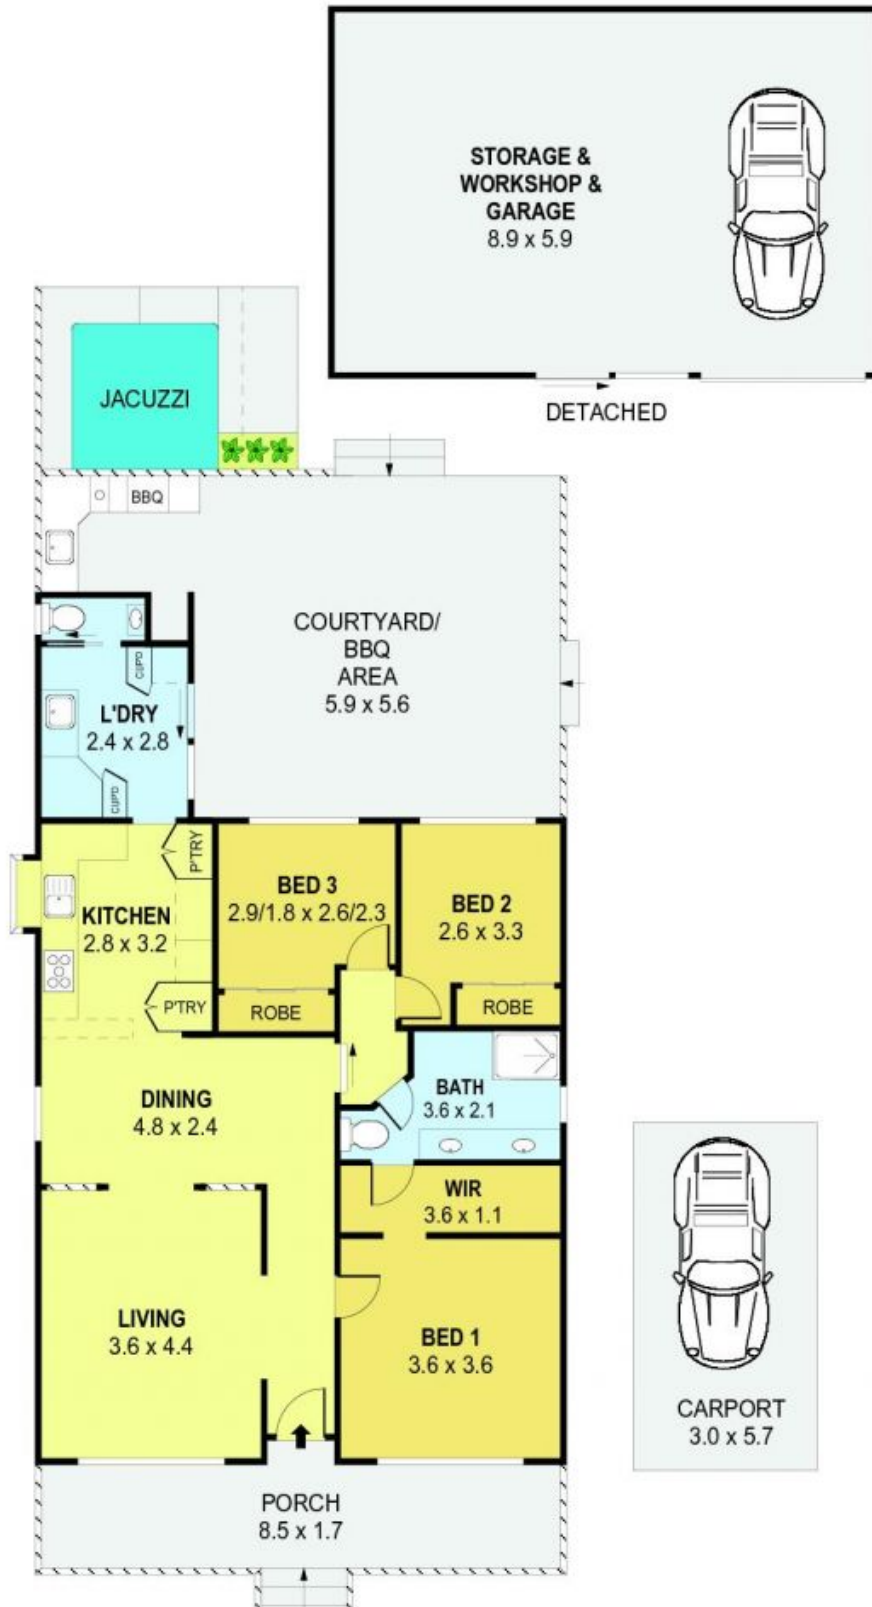 STORAGE &
WORKSHOP &
GARAGE
8.9 x 5.9
DETACHED
JACUZZI
BBQ
COURTYARD/
BBQ
AREA
5.9 x 5.6
CUP'D
L'DRY
2.4 x 2.8
CUP'D
P'TRY
KITCHEN
2.8 x 3.2
P'TRY
BED 3
2.9/1.8 x 2.6/2.3
ROBE
BED 2
2.6 x 3.3
ROBE
DINING
4.8 x 2.4
BATH
3.6 x 2.1
WIR
3.6 x 1.1
LIVING
3.6 x 4.4
BED 1
3.6 x 3.6
CARPORT
3.0 x 5.7
PORCH
8.5 x 1.7